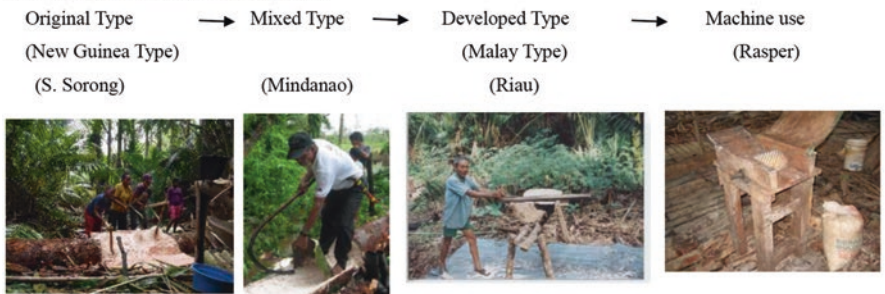 Original Type → Mixed Type → Developed Type → Machine use
(New Guinea Type) (Malay Type) (Rasper)
(S. Sorong) (Mindanao) (Riau)